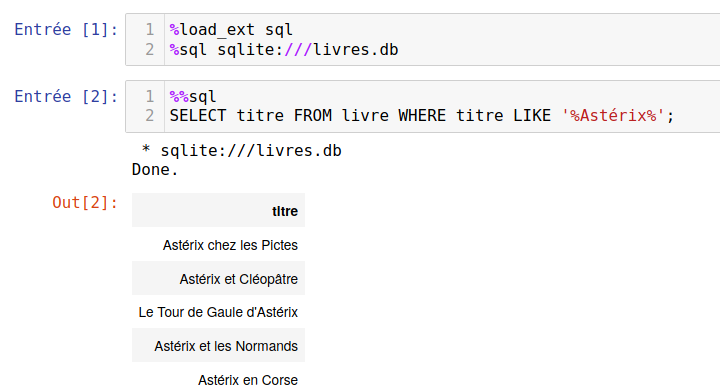 Entrée [1]: 1 %load_ext sql
2 %sql sqlite:///livres.db
Entrée [2]: 1 %%sql
2 SELECT titre FROM livre WHERE titre LIKE '%Astérix%';
* sqlite:///livres.db
Done.
Out[2]: titre
Astérix chez les Pictes
Astérix et Cléopâtre
Le Tour de Gaule d'Astérix
Astérix et les Normands
Astérix en Corse